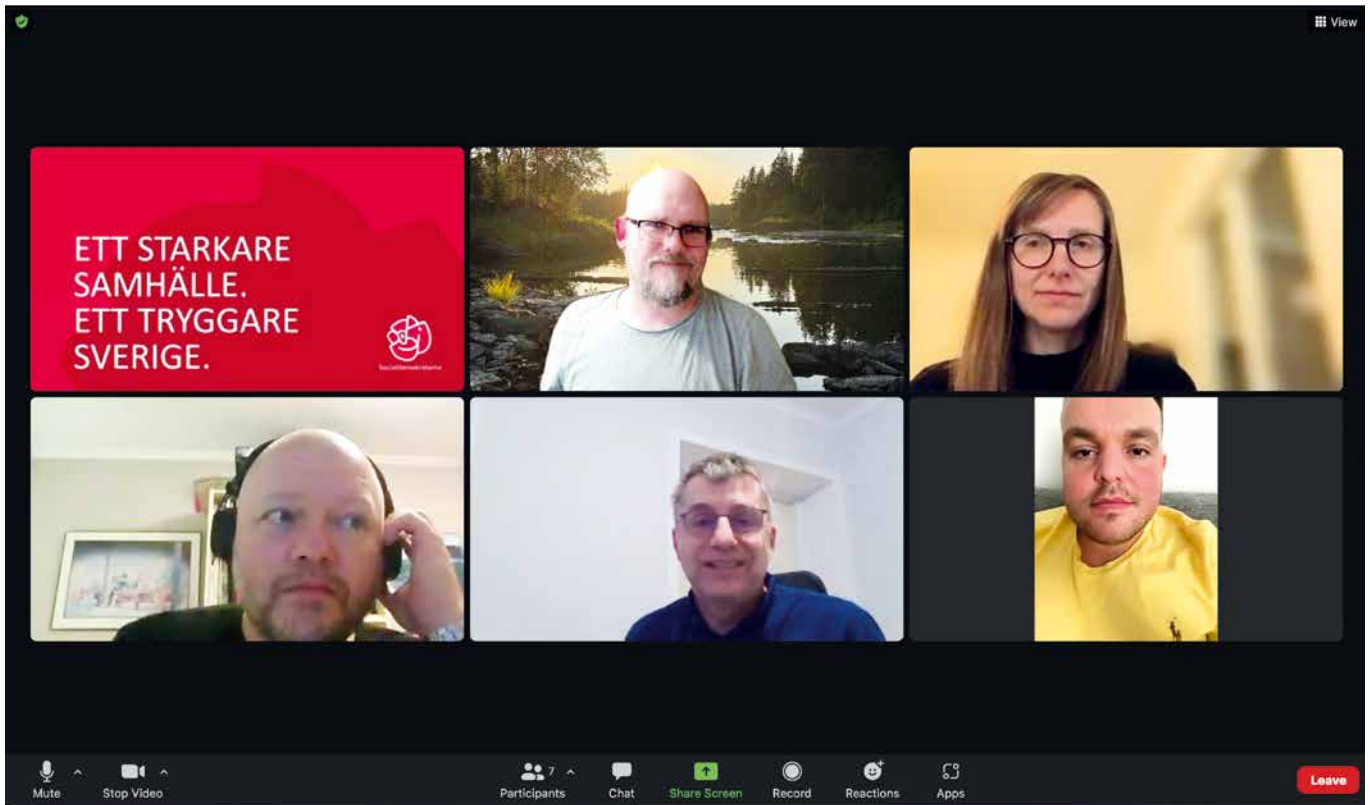 View
ETT STARKARE
SAMHÄLLE.
ETT TRYGGARE
SVERIGE.
Socialdemokraterna
Mute
Stop Video
7
Participants
Chat
Share Screen
Record
Reactions
Apps
Leave